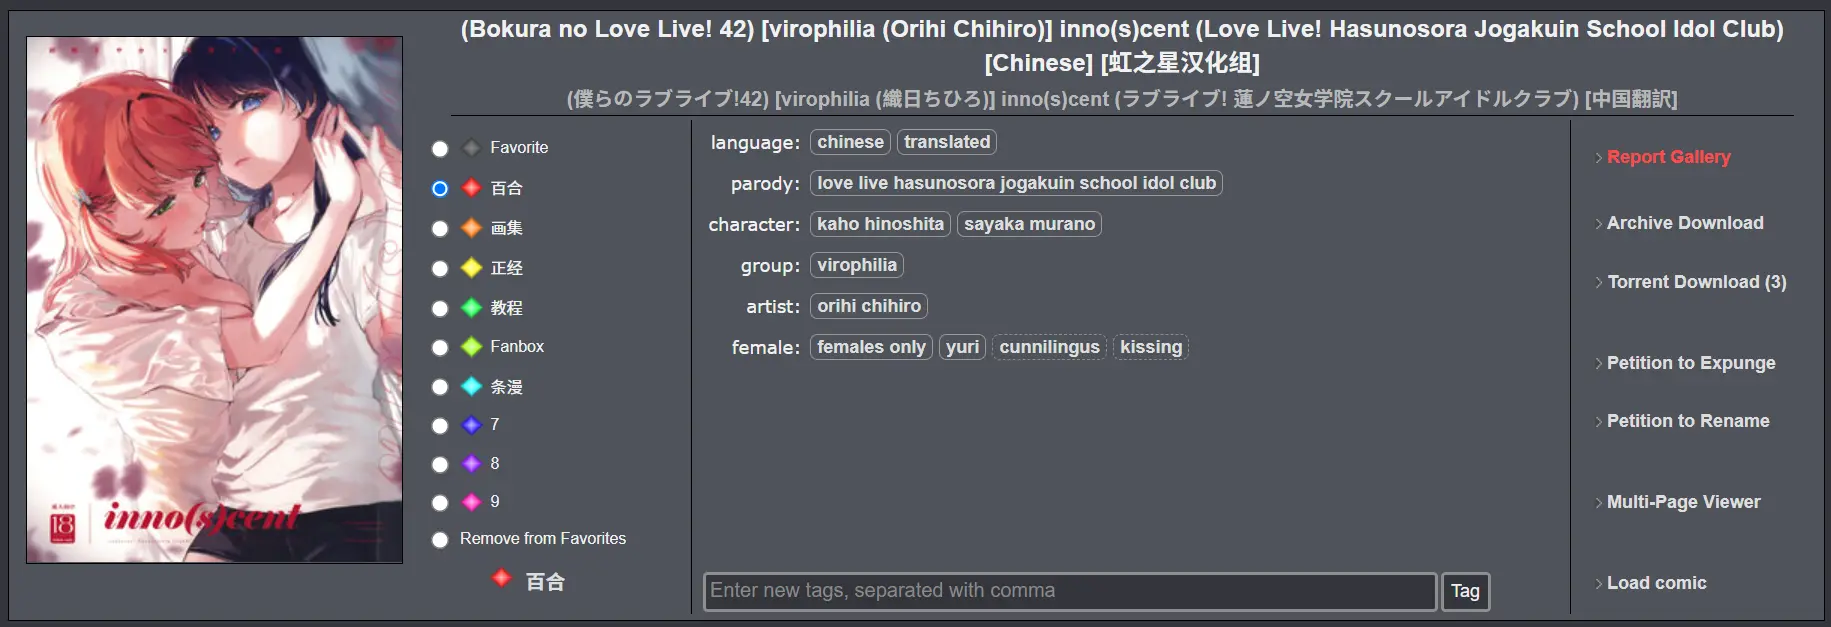 (Bokura no Love Live! 42) [virophilia (Orihi Chihiro)] inno(s)cent (Love Live! Hasunosora Jogakuin School Idol Club)
[Chinese] [虹之星汉化组]
(僕らのラブライブ!42) [virophilia (織日ちひろ)] inno(s)cent (ラブライブ! 蓮ノ空女学院スクールアイドルクラブ) [中国翻訳]
18
inno(s)cent
Favorite
百合
画集
正经
教程
Fanbox
条漫
7
8
9
Remove from Favorites
百合
language: chinese translated
parody: love live hasunosora jogakuin school idol club
character: kaho hinoshita sayaka murano
group: virophilia
artist: orihi chihiro
female: females only yuri cunnilingus kissing
Enter new tags, separated with comma
Tag
Report Gallery
Archive Download
Torrent Download (3)
Petition to Expunge
Petition to Rename
Multi-Page Viewer
Load comic